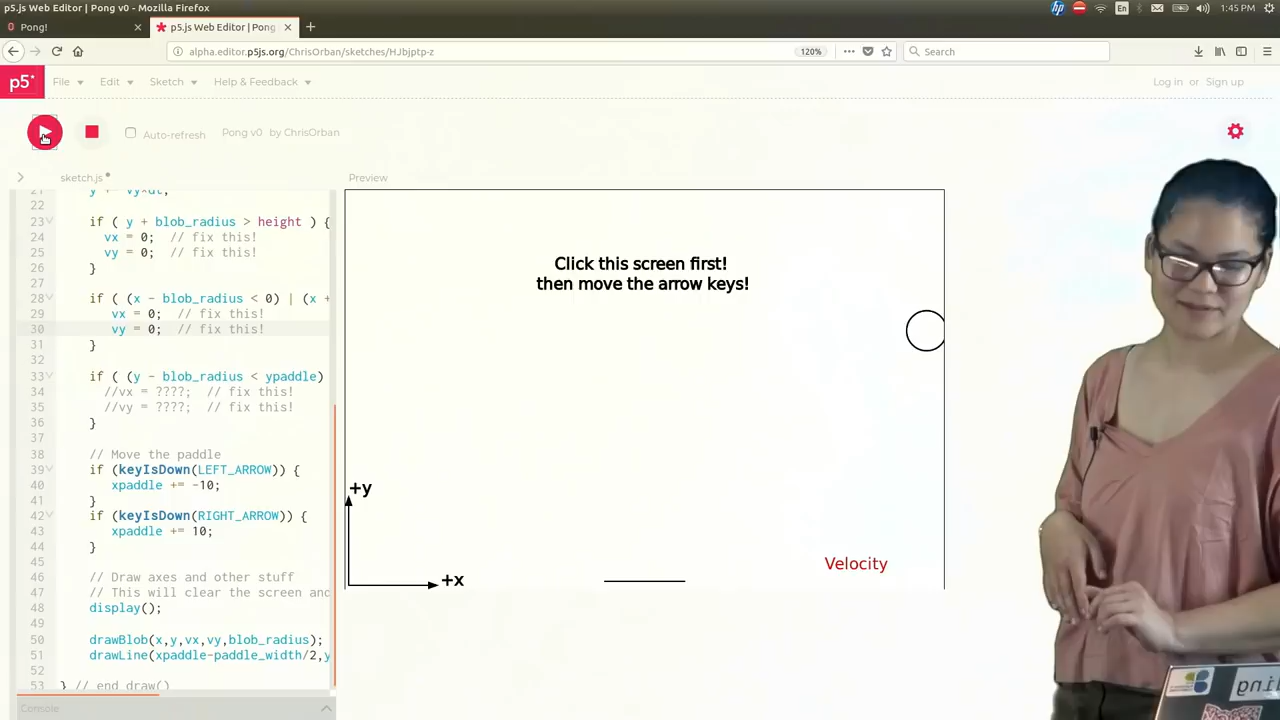 p5.js Web Editor | Pong v0 - Mozilla Firefox
En
1:45 PM
Pong!
p5.js Web Editor | Pong
alpha.editor.p5js.org/ChrisOrban/sketches/HJbjptp-z
120%
Search
p5*
File
Edit
Sketch
Help & Feedback
Log in or Sign up
Auto-refresh
Pong v0 by ChrisOrban
sketch.js
Preview
21 y += vy*dt;
22
23 if ( y + blob_radius > height ) {
24 vx = 0; // fix this!
25 vy = 0; // fix this!
26 }
27
28 if ( (x - blob_radius < 0) | (x +
29 vx = 0; // fix this!
30 vy = 0; // fix this!
31 }
32
33 if ( (y - blob_radius < ypaddle)
34 //vx = ????; // fix this!
35 //vy = ????; // fix this!
36 }
37
38 // Move the paddle
39 if (keyIsDown(LEFT_ARROW)) {
40 xpaddle += -10;
41 }
42 if (keyIsDown(RIGHT_ARROW)) {
43 xpaddle += 10;
44 }
45
46 // Draw axes and other stuff
47 // This will clear the screen and
48 display();
49
50 drawBlob(x,y,vx,vy,blob_radius);
51 drawLine(xpaddle-paddle_width/2,y
52
53 } // end draw()
Console
Click this screen first!
then move the arrow keys!
+y
+x
Velocity